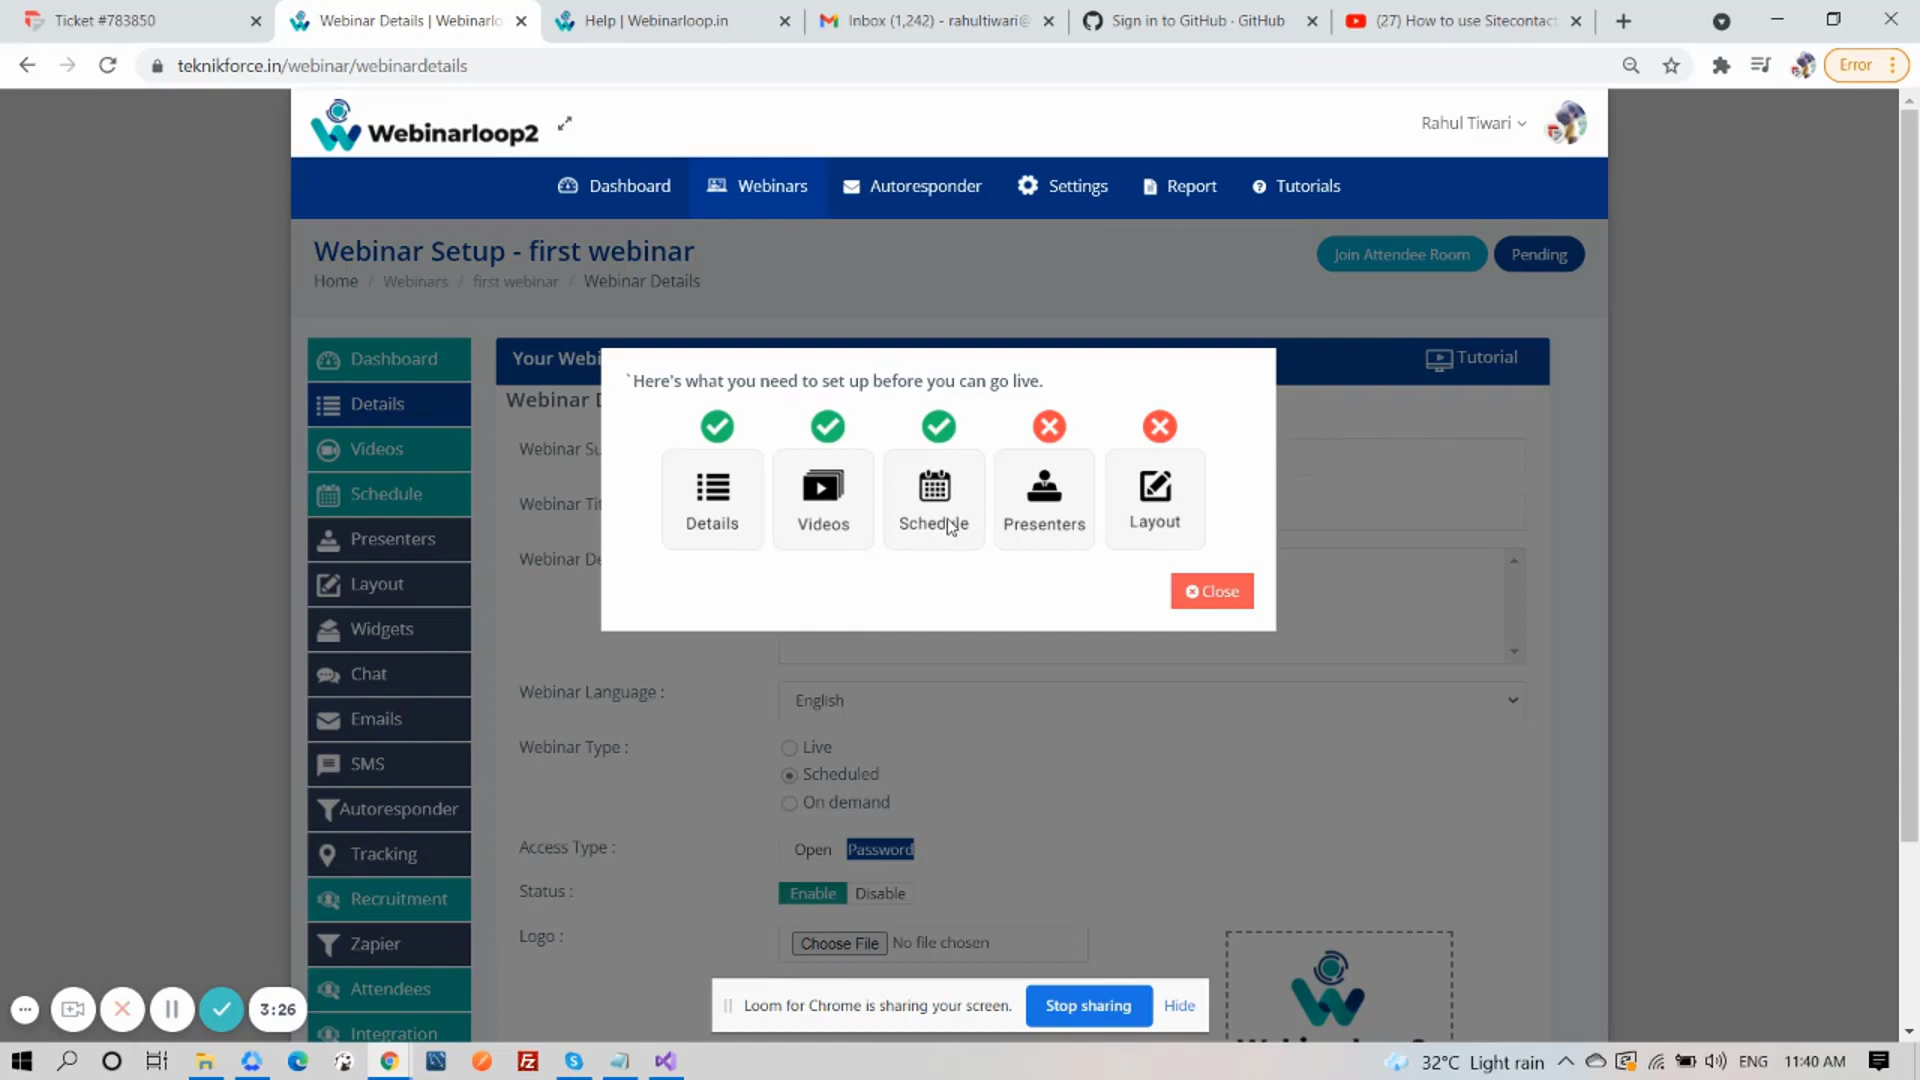 Ticket #783850
Webinar Details | Webinarlo
Help | Webinarloop.in
Inbox (1,242) - rahultiwari@
Sign in to GitHub · GitHub
(27) How to use Sitecontac
teknikforce.in/webinar/webinardetails
Error
Webinarloop2
Rahul Tiwari
Dashboard
Webinars
Autoresponder
Settings
Report
Tutorials
Webinar Setup - first webinar
Join Attendee Room
Pending
Home / Webinars / first webinar / Webinar Details
Dashboard
Details
Videos
Schedule
Presenters
Layout
Widgets
Chat
Emails
SMS
Autoresponder
Tracking
Recruitment
Zapier
Attendees
Integration
Your Webi
Tutorial
Webinar D
Webinar Su
Webinar Tit
Webinar De
`Here's what you need to set up before you can go live.
Details
Videos
Schedule
Presenters
Layout
Close
Webinar Language :
English
Webinar Type :
Live
Scheduled
On demand
Access Type :
Open Password
Status :
Enable Disable
Logo :
Choose File No file chosen
Loom for Chrome is sharing your screen.
Stop sharing
Hide
3:26
32°C Light rain
ENG
11:40 AM